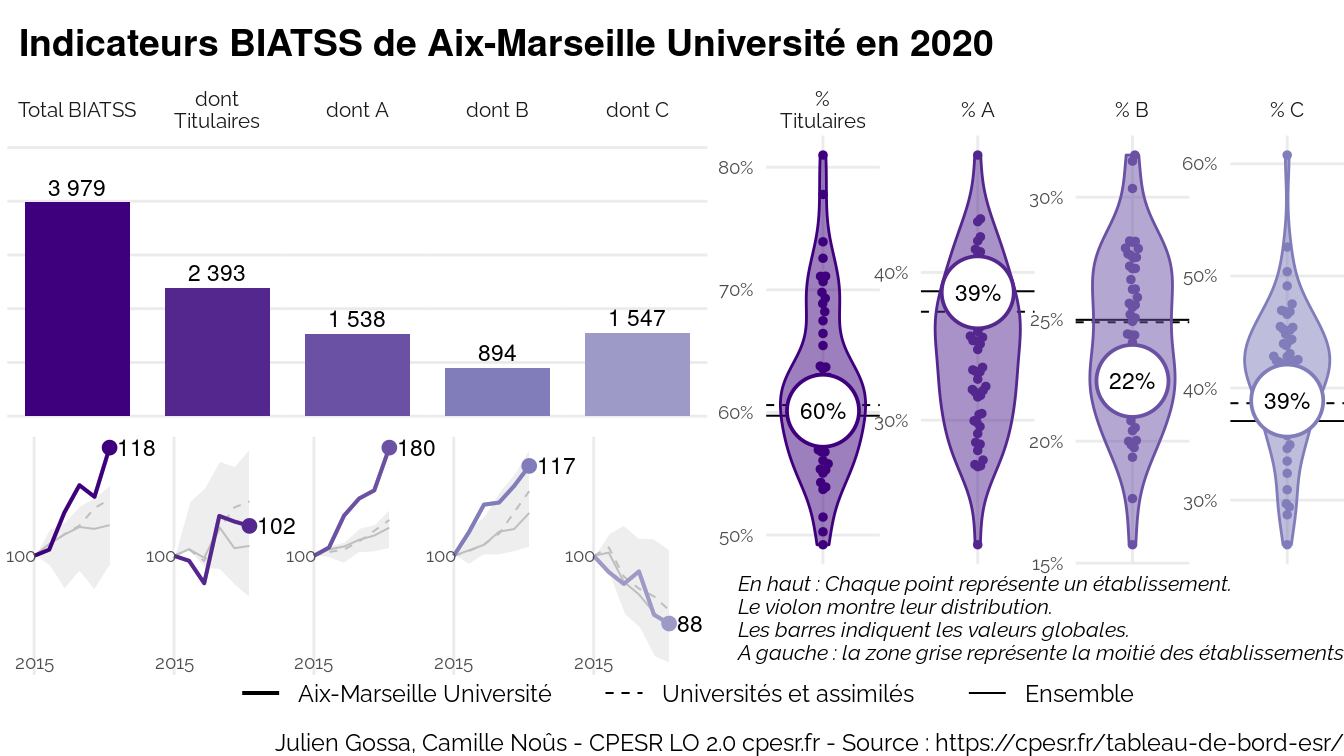 Indicateurs BIATSS de Aix-Marseille Université en 2020
Total BIATSS
dont
Titulaires
dont A
dont B
dont C
3 979
2 393
1 538
894
1 547
118
100
2015
102
100
2015
180
100
2015
117
100
2015
88
100
2015
%
Titulaires
80%
70%
60%
50%
60%
% A
40%
30%
39%
% B
30%
25%
20%
15%
22%
% C
60%
50%
40%
30%
39%
En haut : Chaque point représente un établissement.
Le violon montre leur distribution.
Les barres indiquent les valeurs globales.
A gauche : la zone grise représente la moitié des établissements
Aix-Marseille Université
Universités et assimilés
Ensemble
Julien Gossa, Camille Noûs - CPESR LO 2.0 cpesr.fr - Source : https://cpesr.fr/tableau-de-bord-esr/